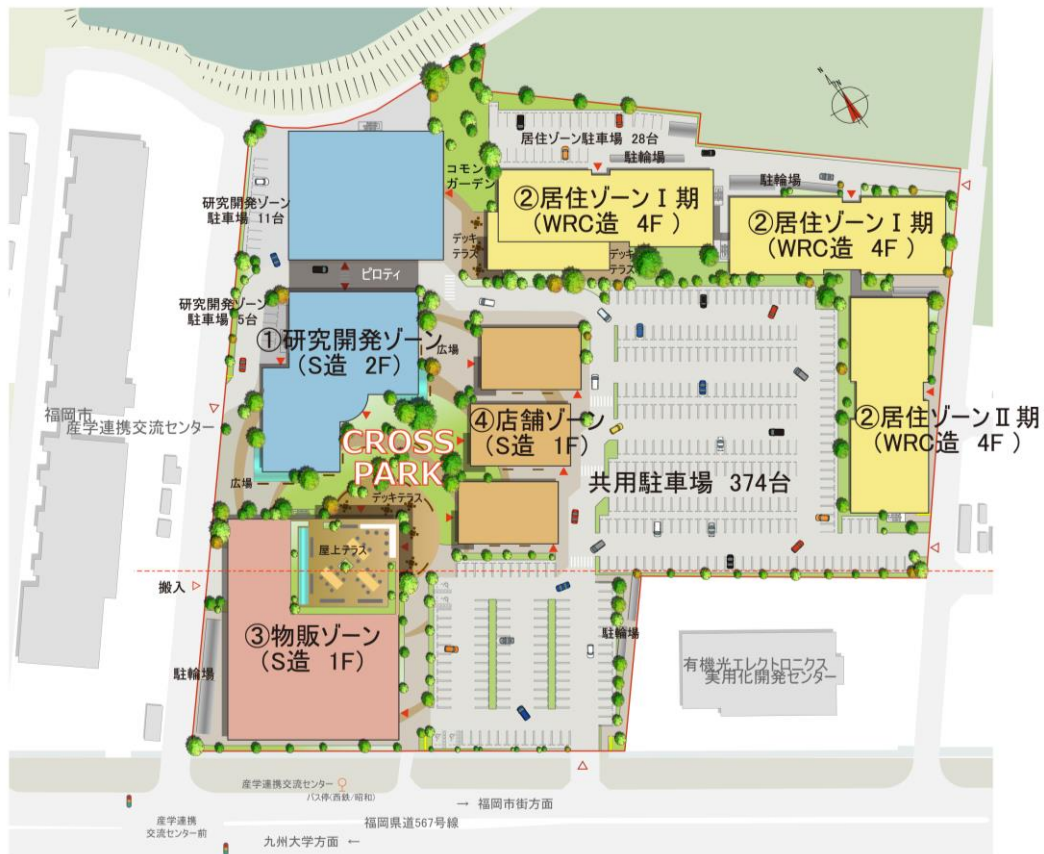 居住ゾーン駐車場 28台
駐輪場
駐輪場
コモン
ガーデン
研究開発ゾーン
駐車場 11台
②居住ゾーンⅠ期
(WRC造 4F)
②居住ゾーンⅠ期
(WRC造 4F)
デッキ
テラス
デッキ
テラス
ピロティ
研究開発ゾーン
駐車場 5台
①研究開発ゾーン
(S造 2F)
広場
④店舗ゾーン
(S造 1F)
②居住ゾーンⅡ期
(WRC造 4F)
福岡市
産学連携交流センター
CROSS
PARK
共用駐車場 374台
広場
デッキテラス
屋上テラス
搬入
③物販ゾーン
(S造 1F)
駐輪場
駐輪場
有機光エレクトロニクス
実用化開発センター
産学連携交流センター
バス停(西鉄/昭和)
→ 福岡市街方面
産学連携
交流センター前
福岡県道567号線
九州大学方面 ←